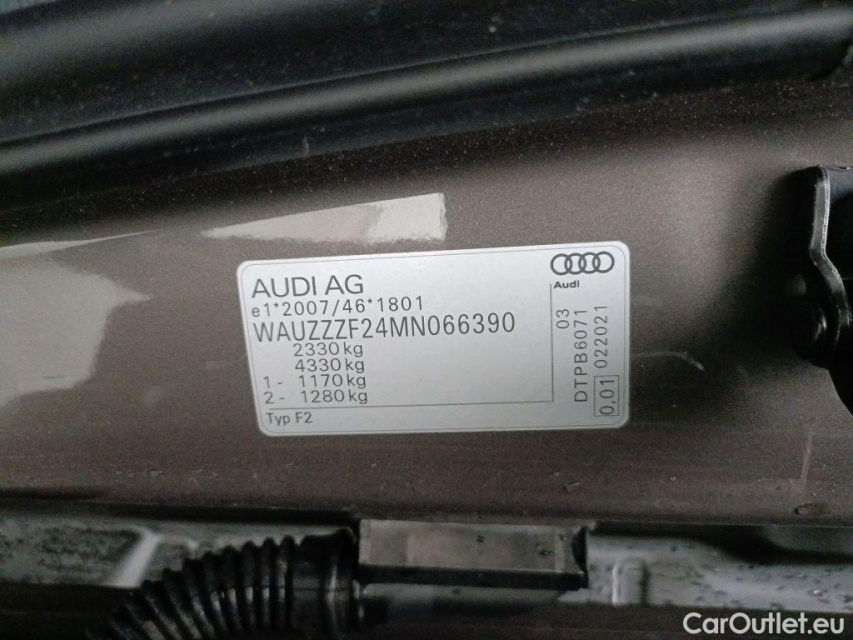 AUDI AG
e1*2007/46*1801
WAUZZZF24MN066390
2330kg
4330kg
1 - 1170kg
2 - 1280kg
Typ F2
Audi
03
DTPB6071
0,01 022021
CarOutlet.eu